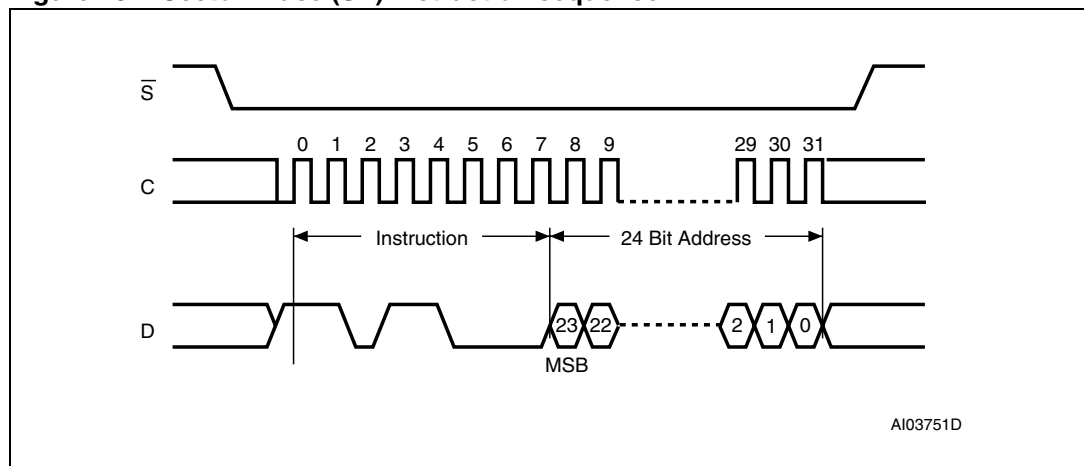 S
0 1 2 3 4 5 6 7 8 9 29 30 31
C
Instruction 24 Bit Address
D
23 22 2 1 0
MSB
AI03751D